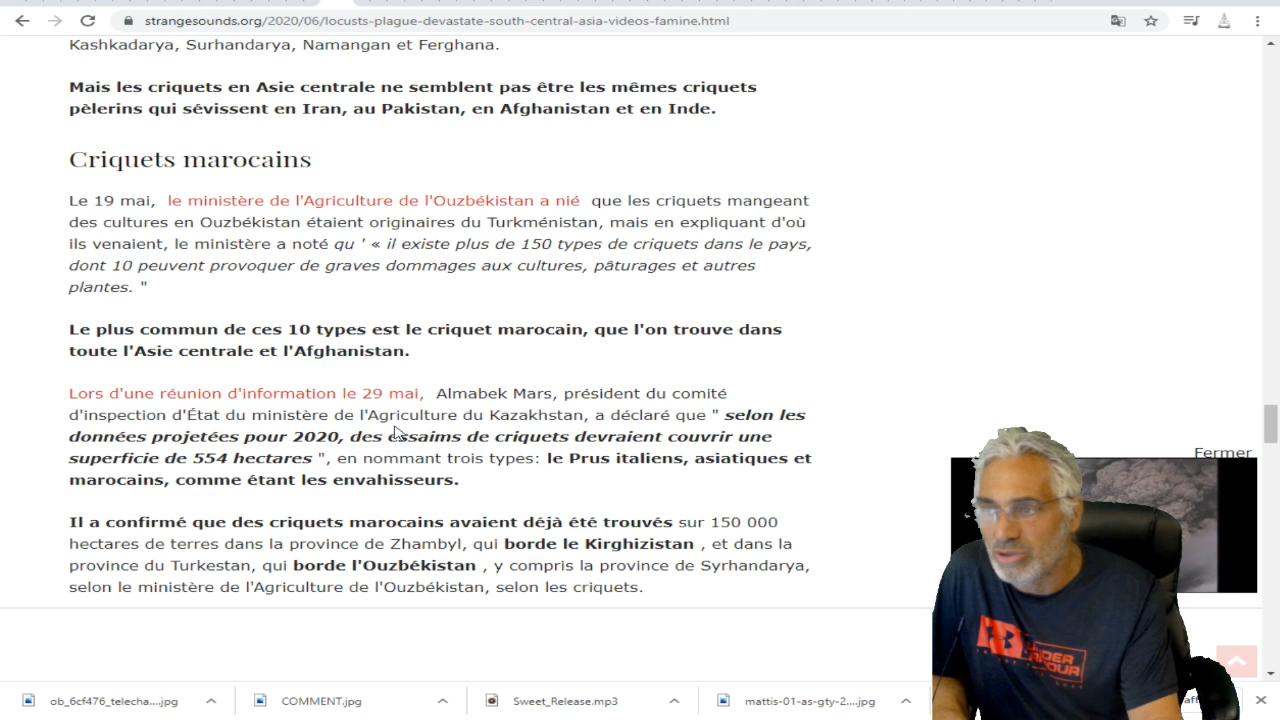 strangesounds.org/2020/06/locusts-plague-devastate-south-central-asia-videos-famine.html
Kashkadarya, Surhandarya, Namangan et Ferghana.
Mais les criquets en Asie centrale ne semblent pas être les mêmes criquets
pèlerins qui sévissent en Iran, au Pakistan, en Afghanistan et en Inde.
Criquets marocains
Le 19 mai, le ministère de l'Agriculture de l'Ouzbékistan a nié que les criquets mangeant
des cultures en Ouzbékistan étaient originaires du Turkménistan, mais en expliquant d'où
ils venaient, le ministère a noté qu ' « il existe plus de 150 types de criquets dans le pays,
dont 10 peuvent provoquer de graves dommages aux cultures, pâturages et autres
plantes. "
Le plus commun de ces 10 types est le criquet marocain, que l'on trouve dans
toute l'Asie centrale et l'Afghanistan.
Lors d'une réunion d'information le 29 mai, Almabek Mars, président du comité
d'inspection d'État du ministère de l'Agriculture du Kazakhstan, a déclaré que " selon les
données projetées pour 2020, des essaims de criquets devraient couvrir une
superficie de 554 hectares ", en nommant trois types: le Prus italiens, asiatiques et
marocains, comme étant les envahisseurs.
Il a confirmé que des criquets marocains avaient déjà été trouvés sur 150 000
hectares de terres dans la province de Zhambyl, qui borde le Kirghizistan , et dans la
province du Turkestan, qui borde l'Ouzbékistan , y compris la province de Syrhandarya,
selon le ministère de l'Agriculture de l'Ouzbékistan, selon les criquets.
Fermer
ob_6cf476_telecha....jpg
COMMENT.jpg
Sweet_Release.mp3
mattis-01-as-gty-2....jpg